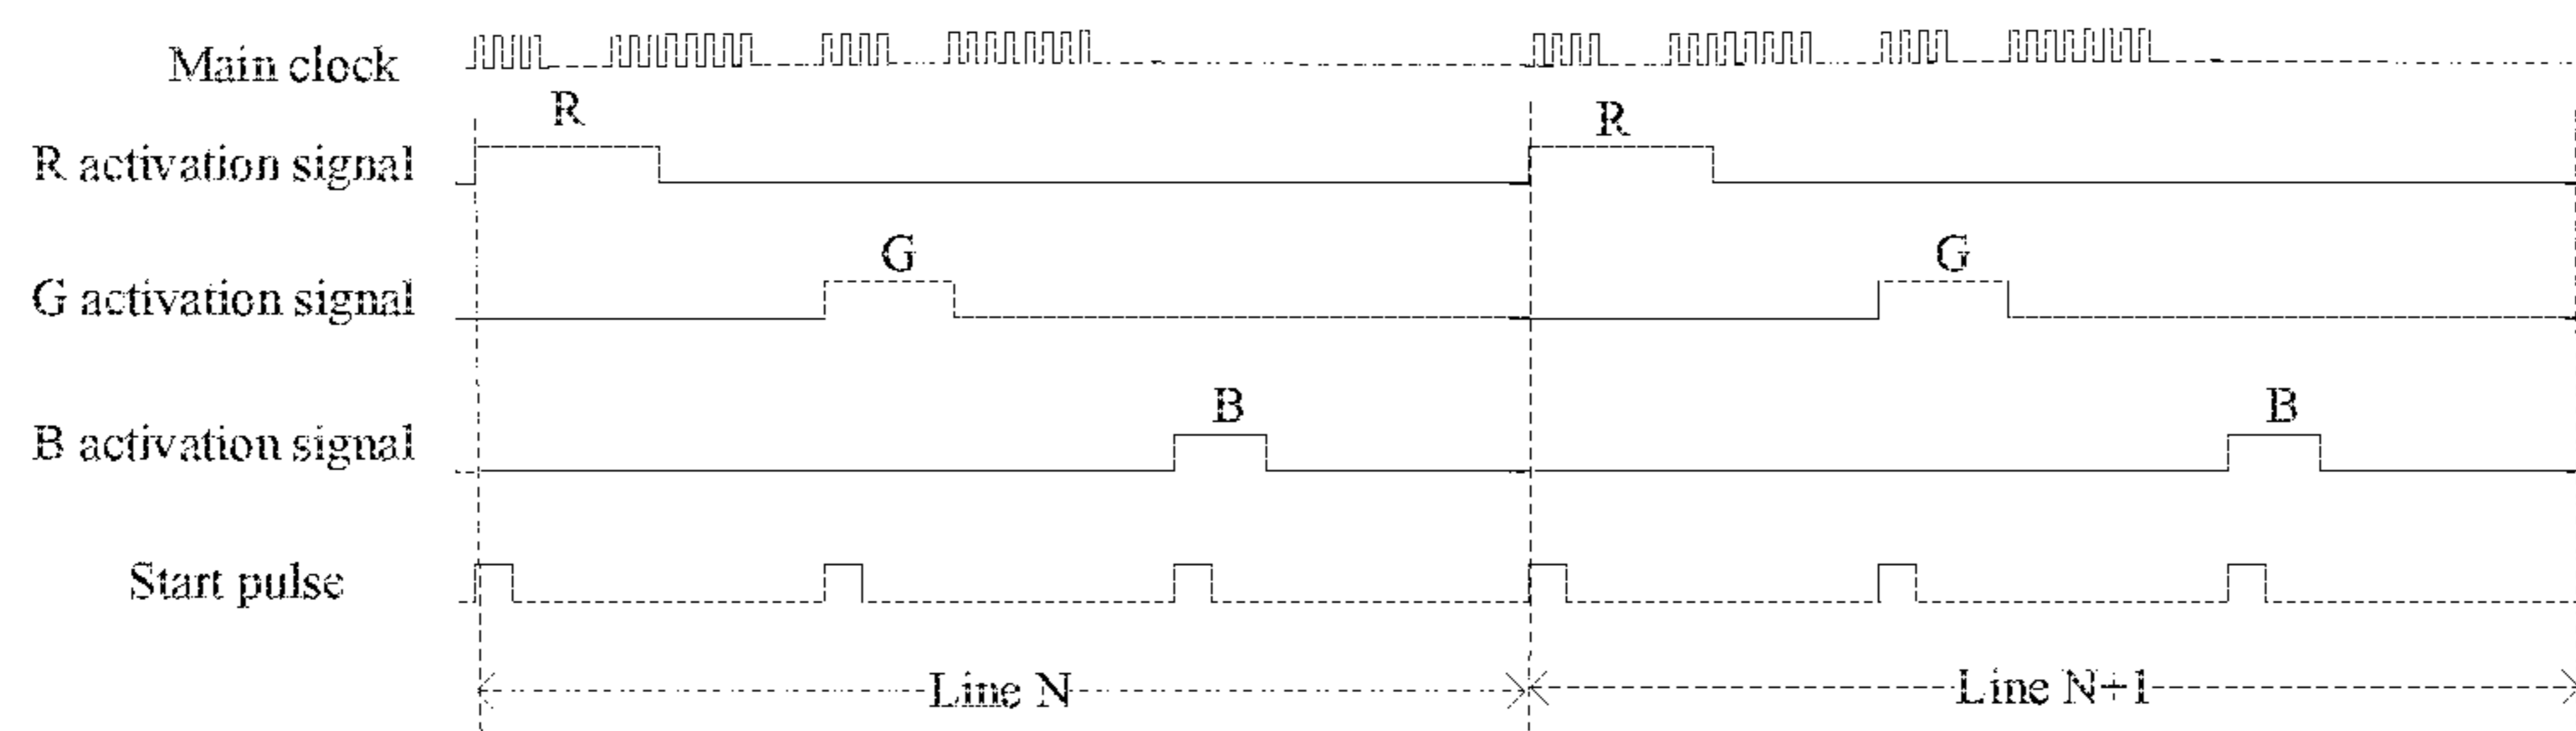 Main clock
R R
R activation signal
G G
G activation signal
B B
B activation signal
Start pulse
Line N Line N+1